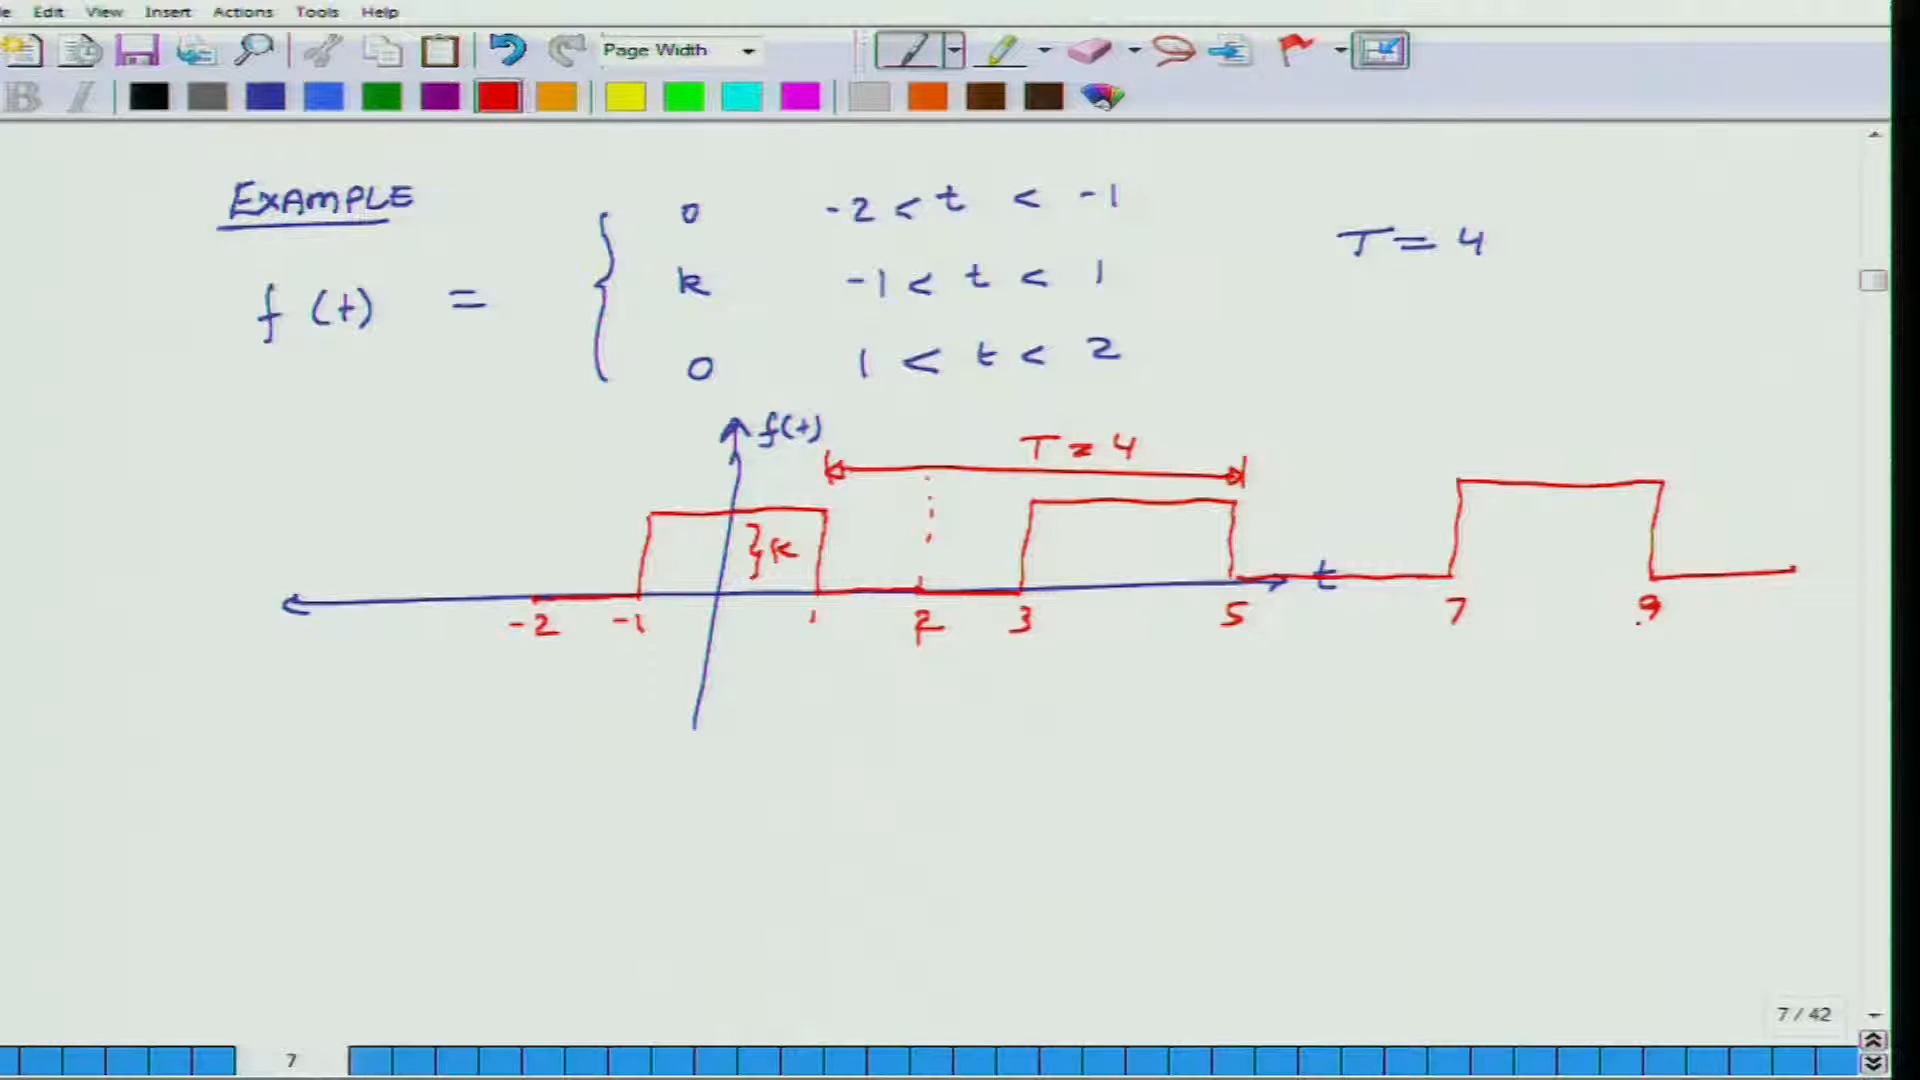 Edit View Insert Actions Tools Help
Page Width
B I
EXAMPLE
f(t) = { 0 -2 < t < -1
k -1 < t < 1
0 1 < t < 2
T = 4
f(t)
T = 4
}k
t
-2 -1 1 2 3 5 7 9
7 / 42
7